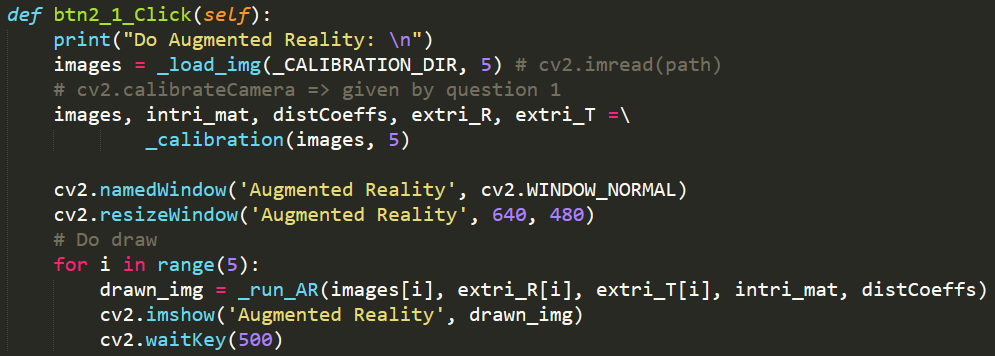 def btn2_1_Click(self):
    print("Do Augmented Reality: \n")
    images = _load_img(_CALIBRATION_DIR, 5) # cv2.imread(path)
    # cv2.calibrateCamera => given by question 1
    images, intri_mat, distCoeffs, extri_R, extri_T =\
            _calibration(images, 5)

    cv2.namedWindow('Augmented Reality', cv2.WINDOW_NORMAL)
    cv2.resizeWindow('Augmented Reality', 640, 480)
    # Do draw
    for i in range(5):
        drawn_img = _run_AR(images[i], extri_R[i], extri_T[i], intri_mat, distCoeffs)
        cv2.imshow('Augmented Reality', drawn_img)
        cv2.waitKey(500)